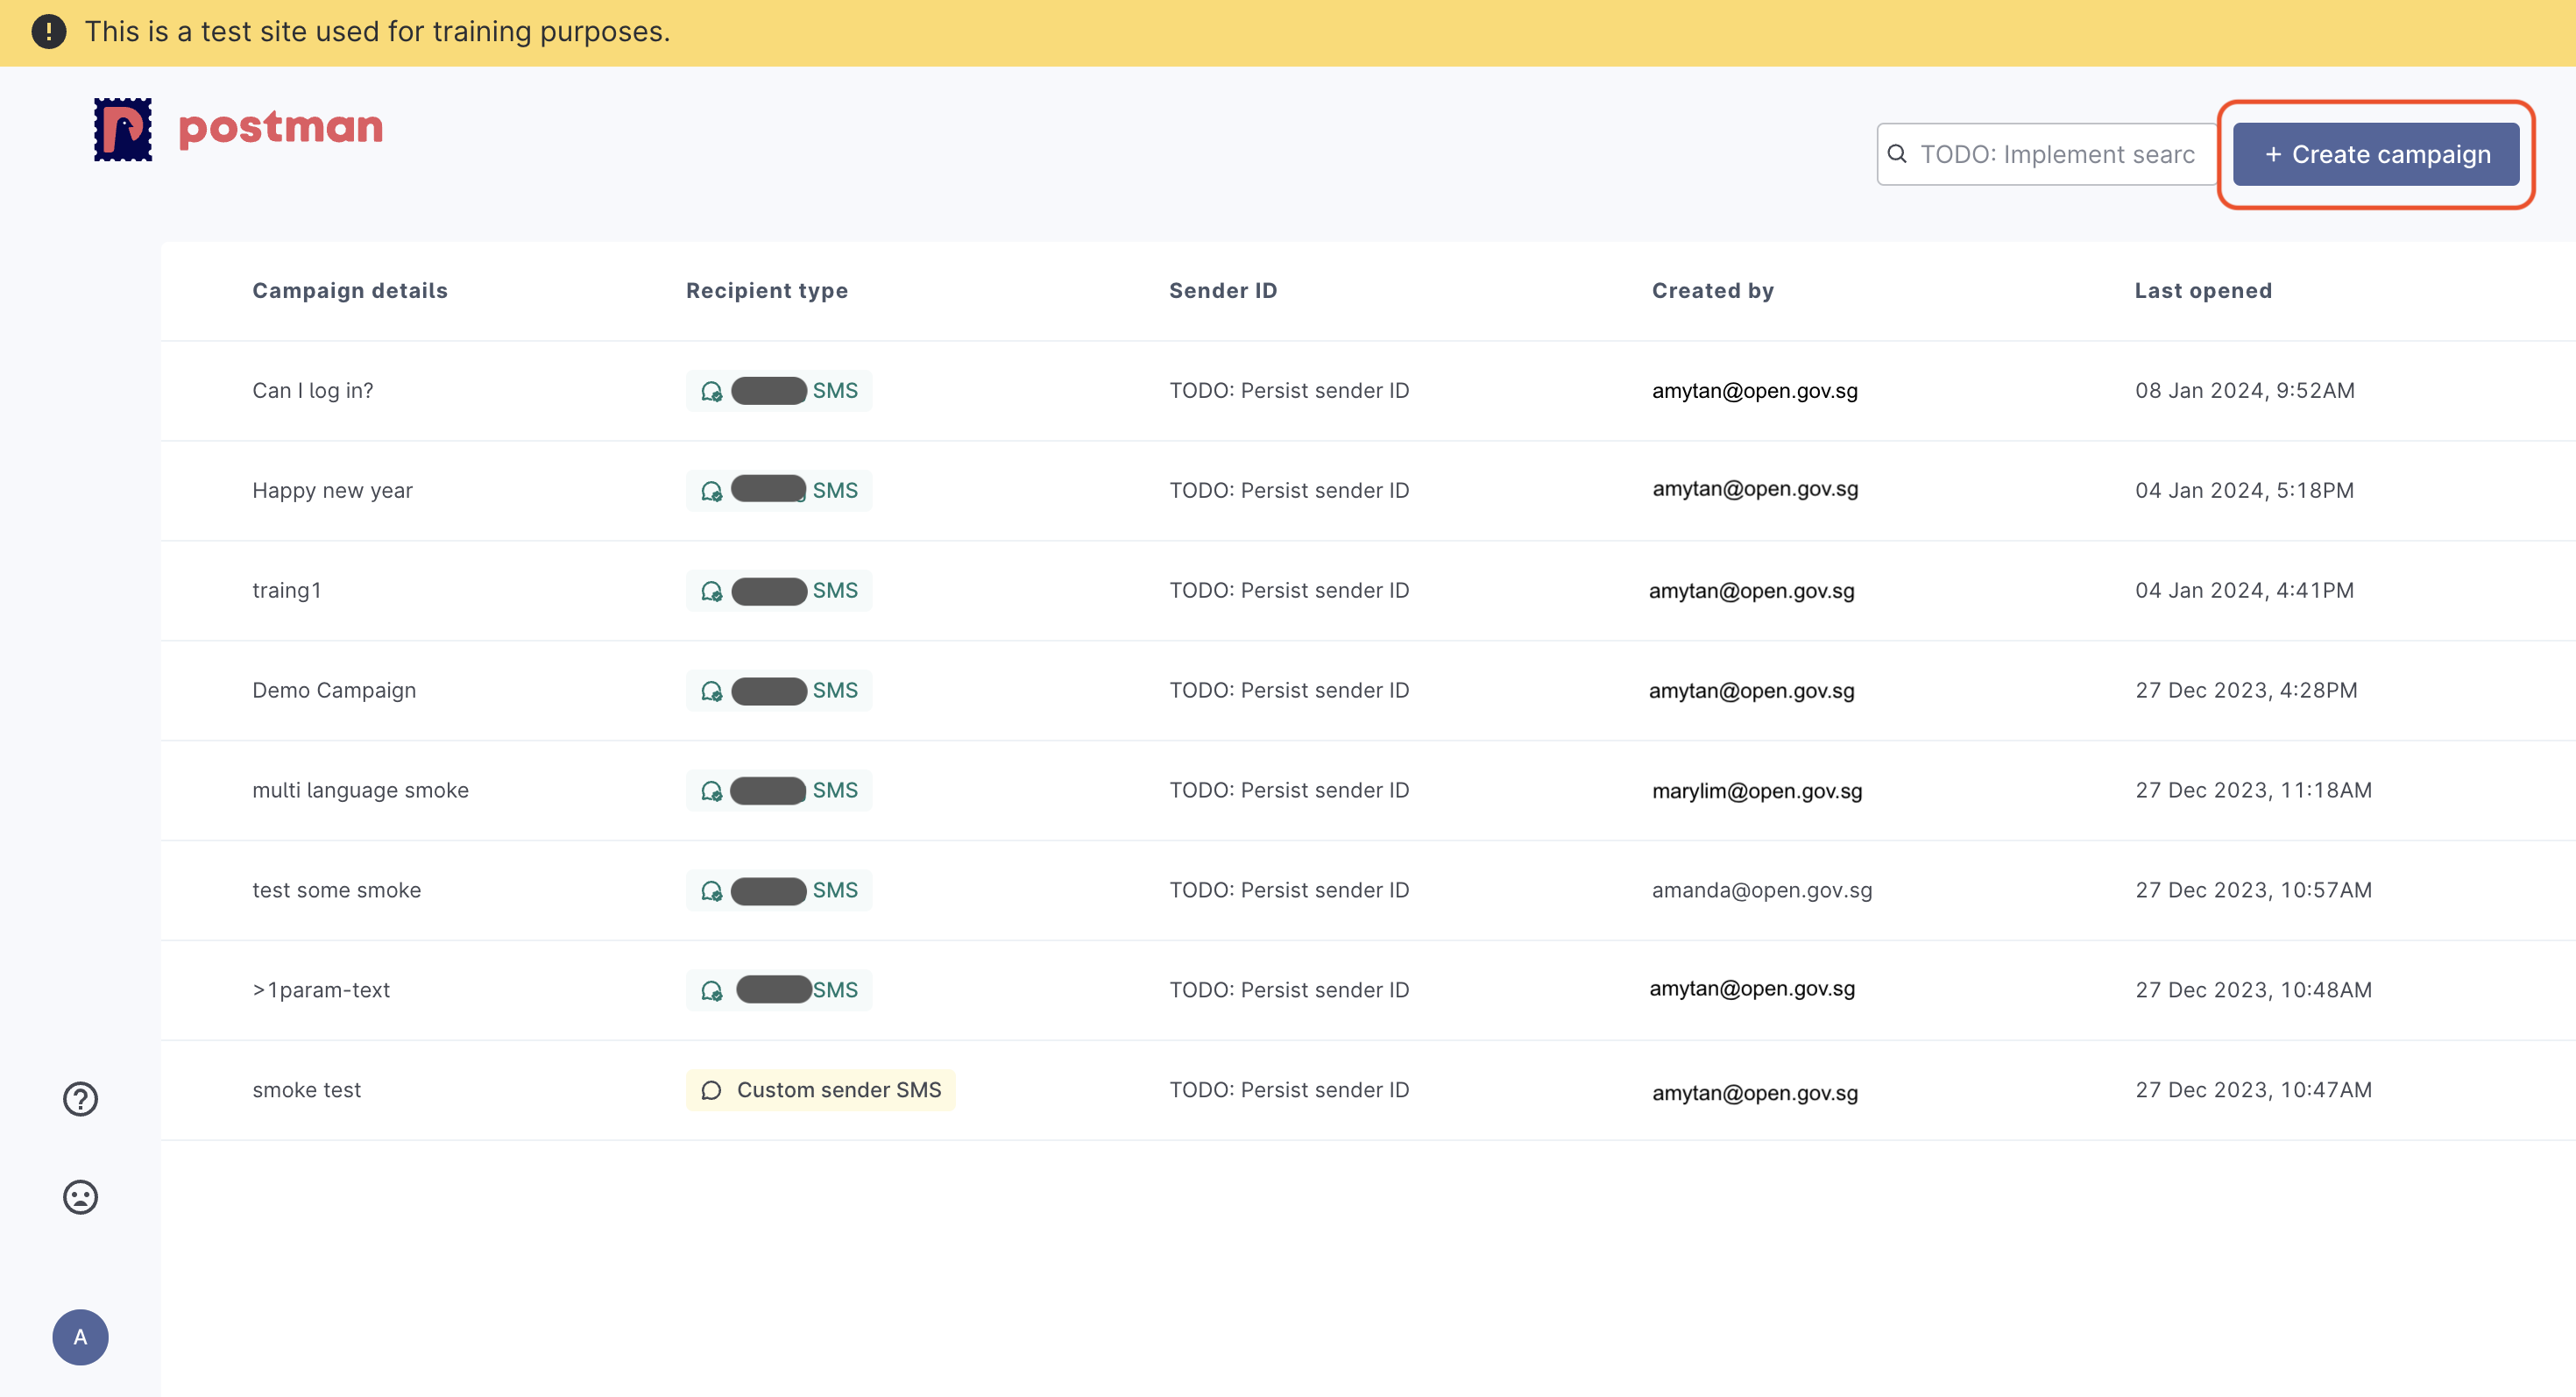 This is a test site used for training purposes.
postman
TODO: Implement searc
+ Create campaign
Campaign details Recipient type Sender ID Created by Last opened
Can I log in? SMS TODO: Persist sender ID amytan@open.gov.sg 08 Jan 2024, 9:52AM
Happy new year SMS TODO: Persist sender ID amytan@open.gov.sg 04 Jan 2024, 5:18PM
traing1 SMS TODO: Persist sender ID amytan@open.gov.sg 04 Jan 2024, 4:41PM
Demo Campaign SMS TODO: Persist sender ID amytan@open.gov.sg 27 Dec 2023, 4:28PM
multi language smoke SMS TODO: Persist sender ID marylim@open.gov.sg 27 Dec 2023, 11:18AM
test some smoke SMS TODO: Persist sender ID amanda@open.gov.sg 27 Dec 2023, 10:57AM
>1param-text SMS TODO: Persist sender ID amytan@open.gov.sg 27 Dec 2023, 10:48AM
smoke test Custom sender SMS TODO: Persist sender ID amytan@open.gov.sg 27 Dec 2023, 10:47AM
A